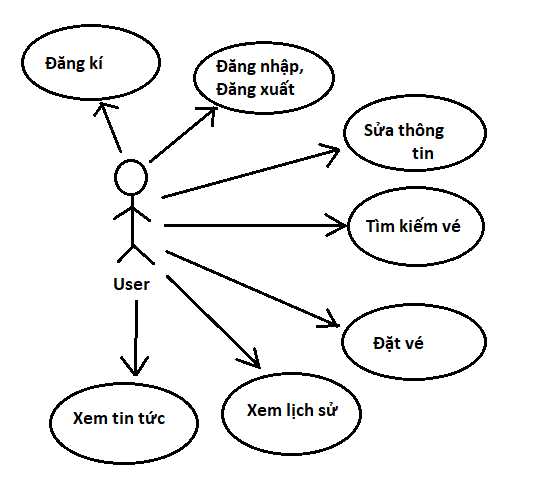 Đăng kí
Đăng nhập,
Đăng xuất
Sửa thông
tin
Tìm kiếm vé
User
Đặt vé
Xem lịch sử
Xem tin tức